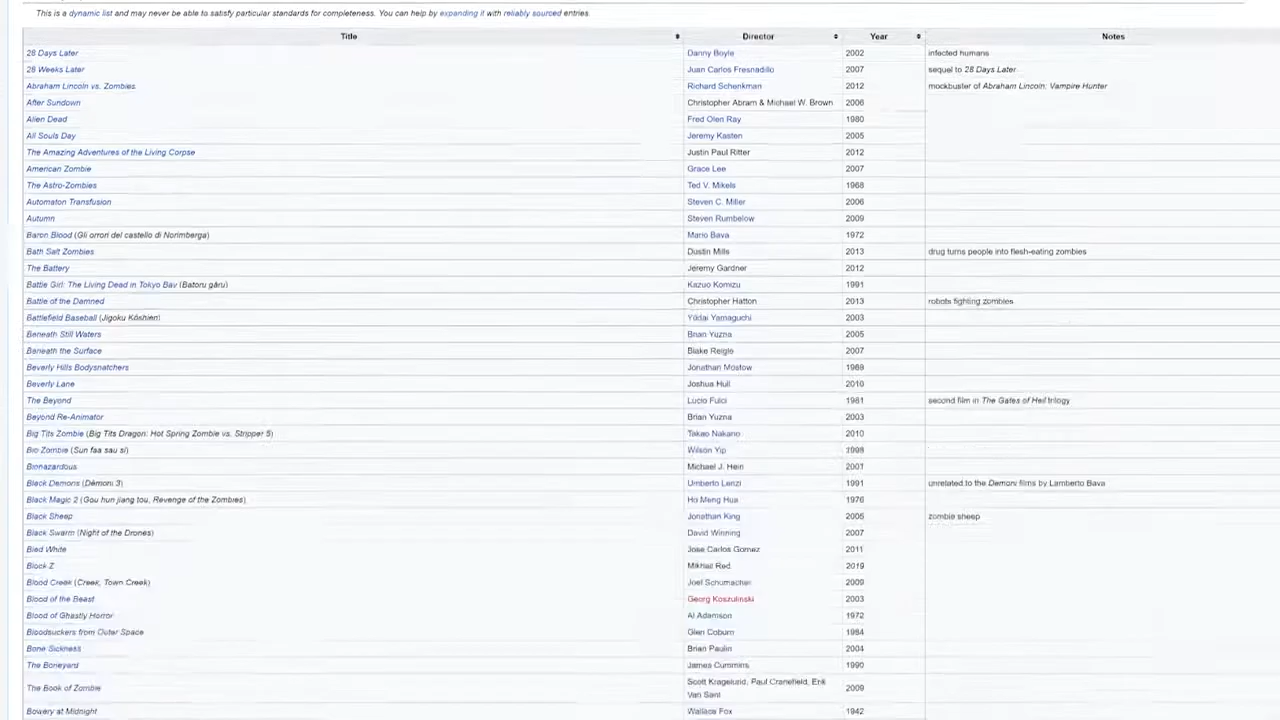 This is a dynamic list and may never be able to satisfy particular standards for completeness. You can help by expanding it with reliably sourced entries.
Title Director Year Notes
28 Days Later Danny Boyle 2002 infected humans
28 Weeks Later Juan Carlos Fresnadillo 2007 sequel to 28 Days Later
Abraham Lincoln vs. Zombies Richard Schenkman 2012 mockbuster of Abraham Lincoln: Vampire Hunter
After Sundown Christopher Abram & Michael W. Brown 2006
Alien Dead Fred Olen Ray 1980
All Souls Day Jeremy Kasten 2005
The Amazing Adventures of the Living Corpse Justin Paul Ritter 2012
American Zombie Grace Lee 2007
The Astro-Zombies Ted V. Mikels 1968
Automaton Transfusion Steven C. Miller 2006
Autumn Steven Rumbelow 2009
Baron Blood (Gli orrori del castello di Norimberga) Mario Bava 1972
Bath Salt Zombies Dustin Mills 2013 drug turns people into flesh-eating zombies
The Battery Jeremy Gardner 2012
Battle Girl: The Living Dead in Tokyo Bay (Batoru gâru) Kazuo Komizu 1991
Battle of the Damned Christopher Hatton 2013 robots fighting zombies
Battlefield Baseball (Jigoku Kôshien) Yûdai Yamaguchi 2003
Beneath Still Waters Brian Yuzna 2005
Beneath the Surface Blake Reigle 2007
Beverly Hills Bodysnatchers Jonathan Mostow 1989
Beverly Lane Joshua Hull 2010
The Beyond Lucio Fulci 1981 second film in The Gates of Hell trilogy
Beyond Re-Animator Brian Yuzna 2003
Big Tits Zombie (Big Tits Dragon: Hot Spring Zombie vs. Stripper 5) Takao Nakano 2010
Bio Zombie (Sun faa sau si) Wilson Yip 1998
Bionazardous Michael J. Hein 2001
Black Demons (Dèmoni 3) Umberto Lenzi 1991 unrelated to the Demoni films by Lamberto Bava
Black Magic 2 (Gou hun jiang tou, Revenge of the Zombies) Ho Meng Hua 1976
Black Sheep Jonathan King 2006 zombie sheep
Black Swarm (Night of the Drones) David Winning 2007
Bled White Jose Carlos Gomez 2011
Block Z Mikhail Red 2019
Blood Creek (Creek, Town Creek) Joel Schumacher 2009
Blood of the Beast Georg Koszulinski 2003
Blood of Ghastly Horror Al Adamson 1972
Bloodsuckers from Outer Space Glen Coburn 1984
Bone Sickness Brian Paulin 2004
The Boneyard James Cummins 1990
The Book of Zombie Scott Kragelund, Paul Cranefield, Erik Van Sant 2009
Bowery at Midnight Wallace Fox 1942